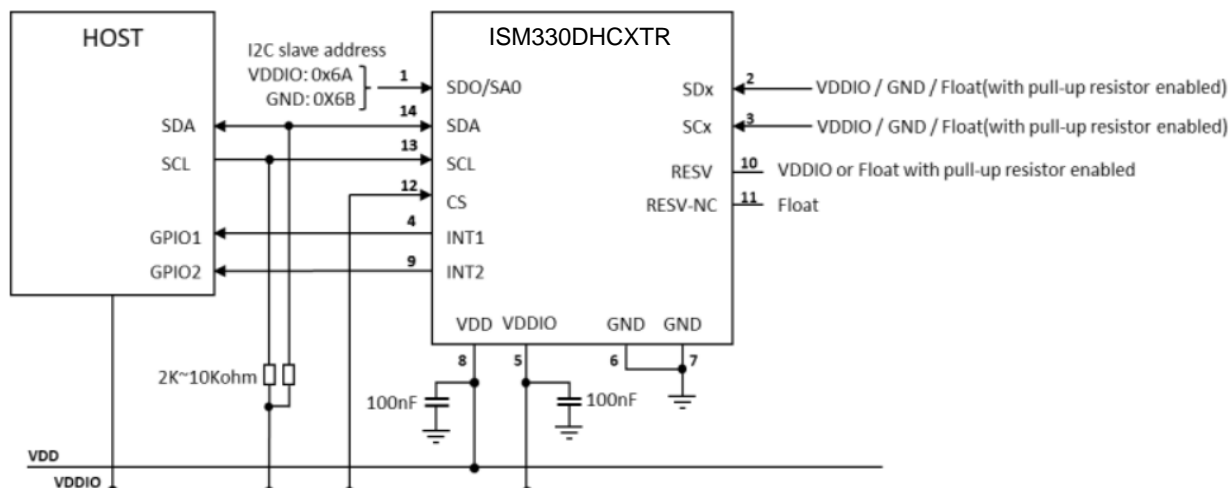 HOST
ISM330DHCXTR
I2C slave address
VDDIO: 0x6A
GND: 0X6B
1
SDO/SA0
SDx
2
VDDIO / GND / Float(with pull-up resistor enabled)
SDA
14
SDA
SCx
3
VDDIO / GND / Float(with pull-up resistor enabled)
SCL
13
SCL
RESV
10
VDDIO or Float with pull-up resistor enabled
12
CS
RESV-NC
11
Float
GPIO1
4
INT1
GPIO2
9
INT2
VDD
VDDIO
GND
GND
8
5
6
7
2K~10Kohm
100nF
100nF
VDD
VDDIO